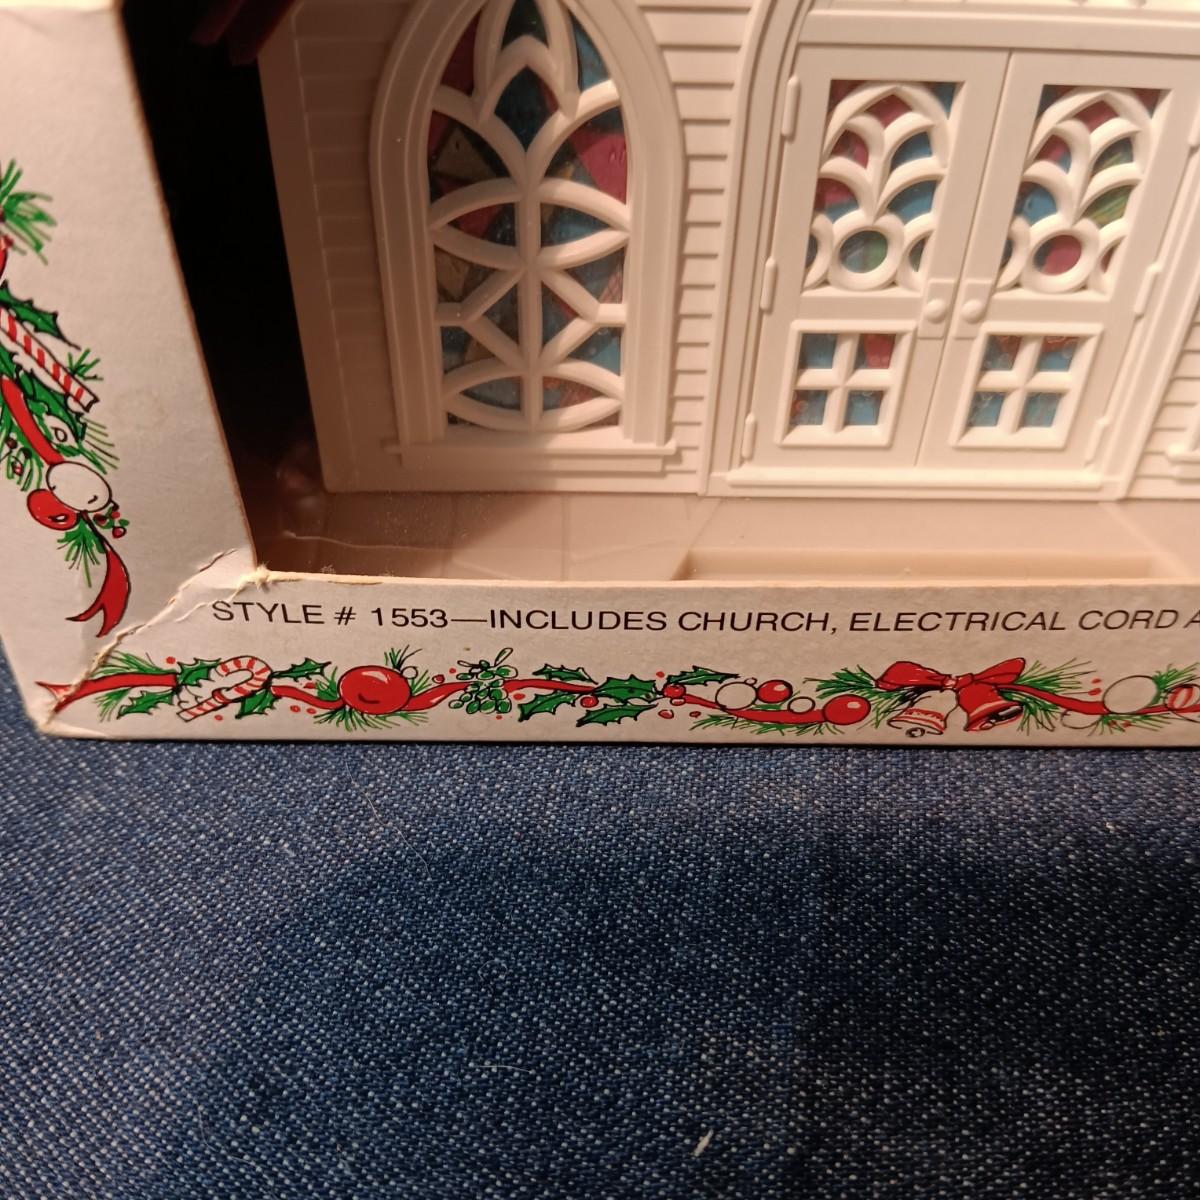 STYLE # 1553—INCLUDES CHURCH, ELECTRICAL CORD A